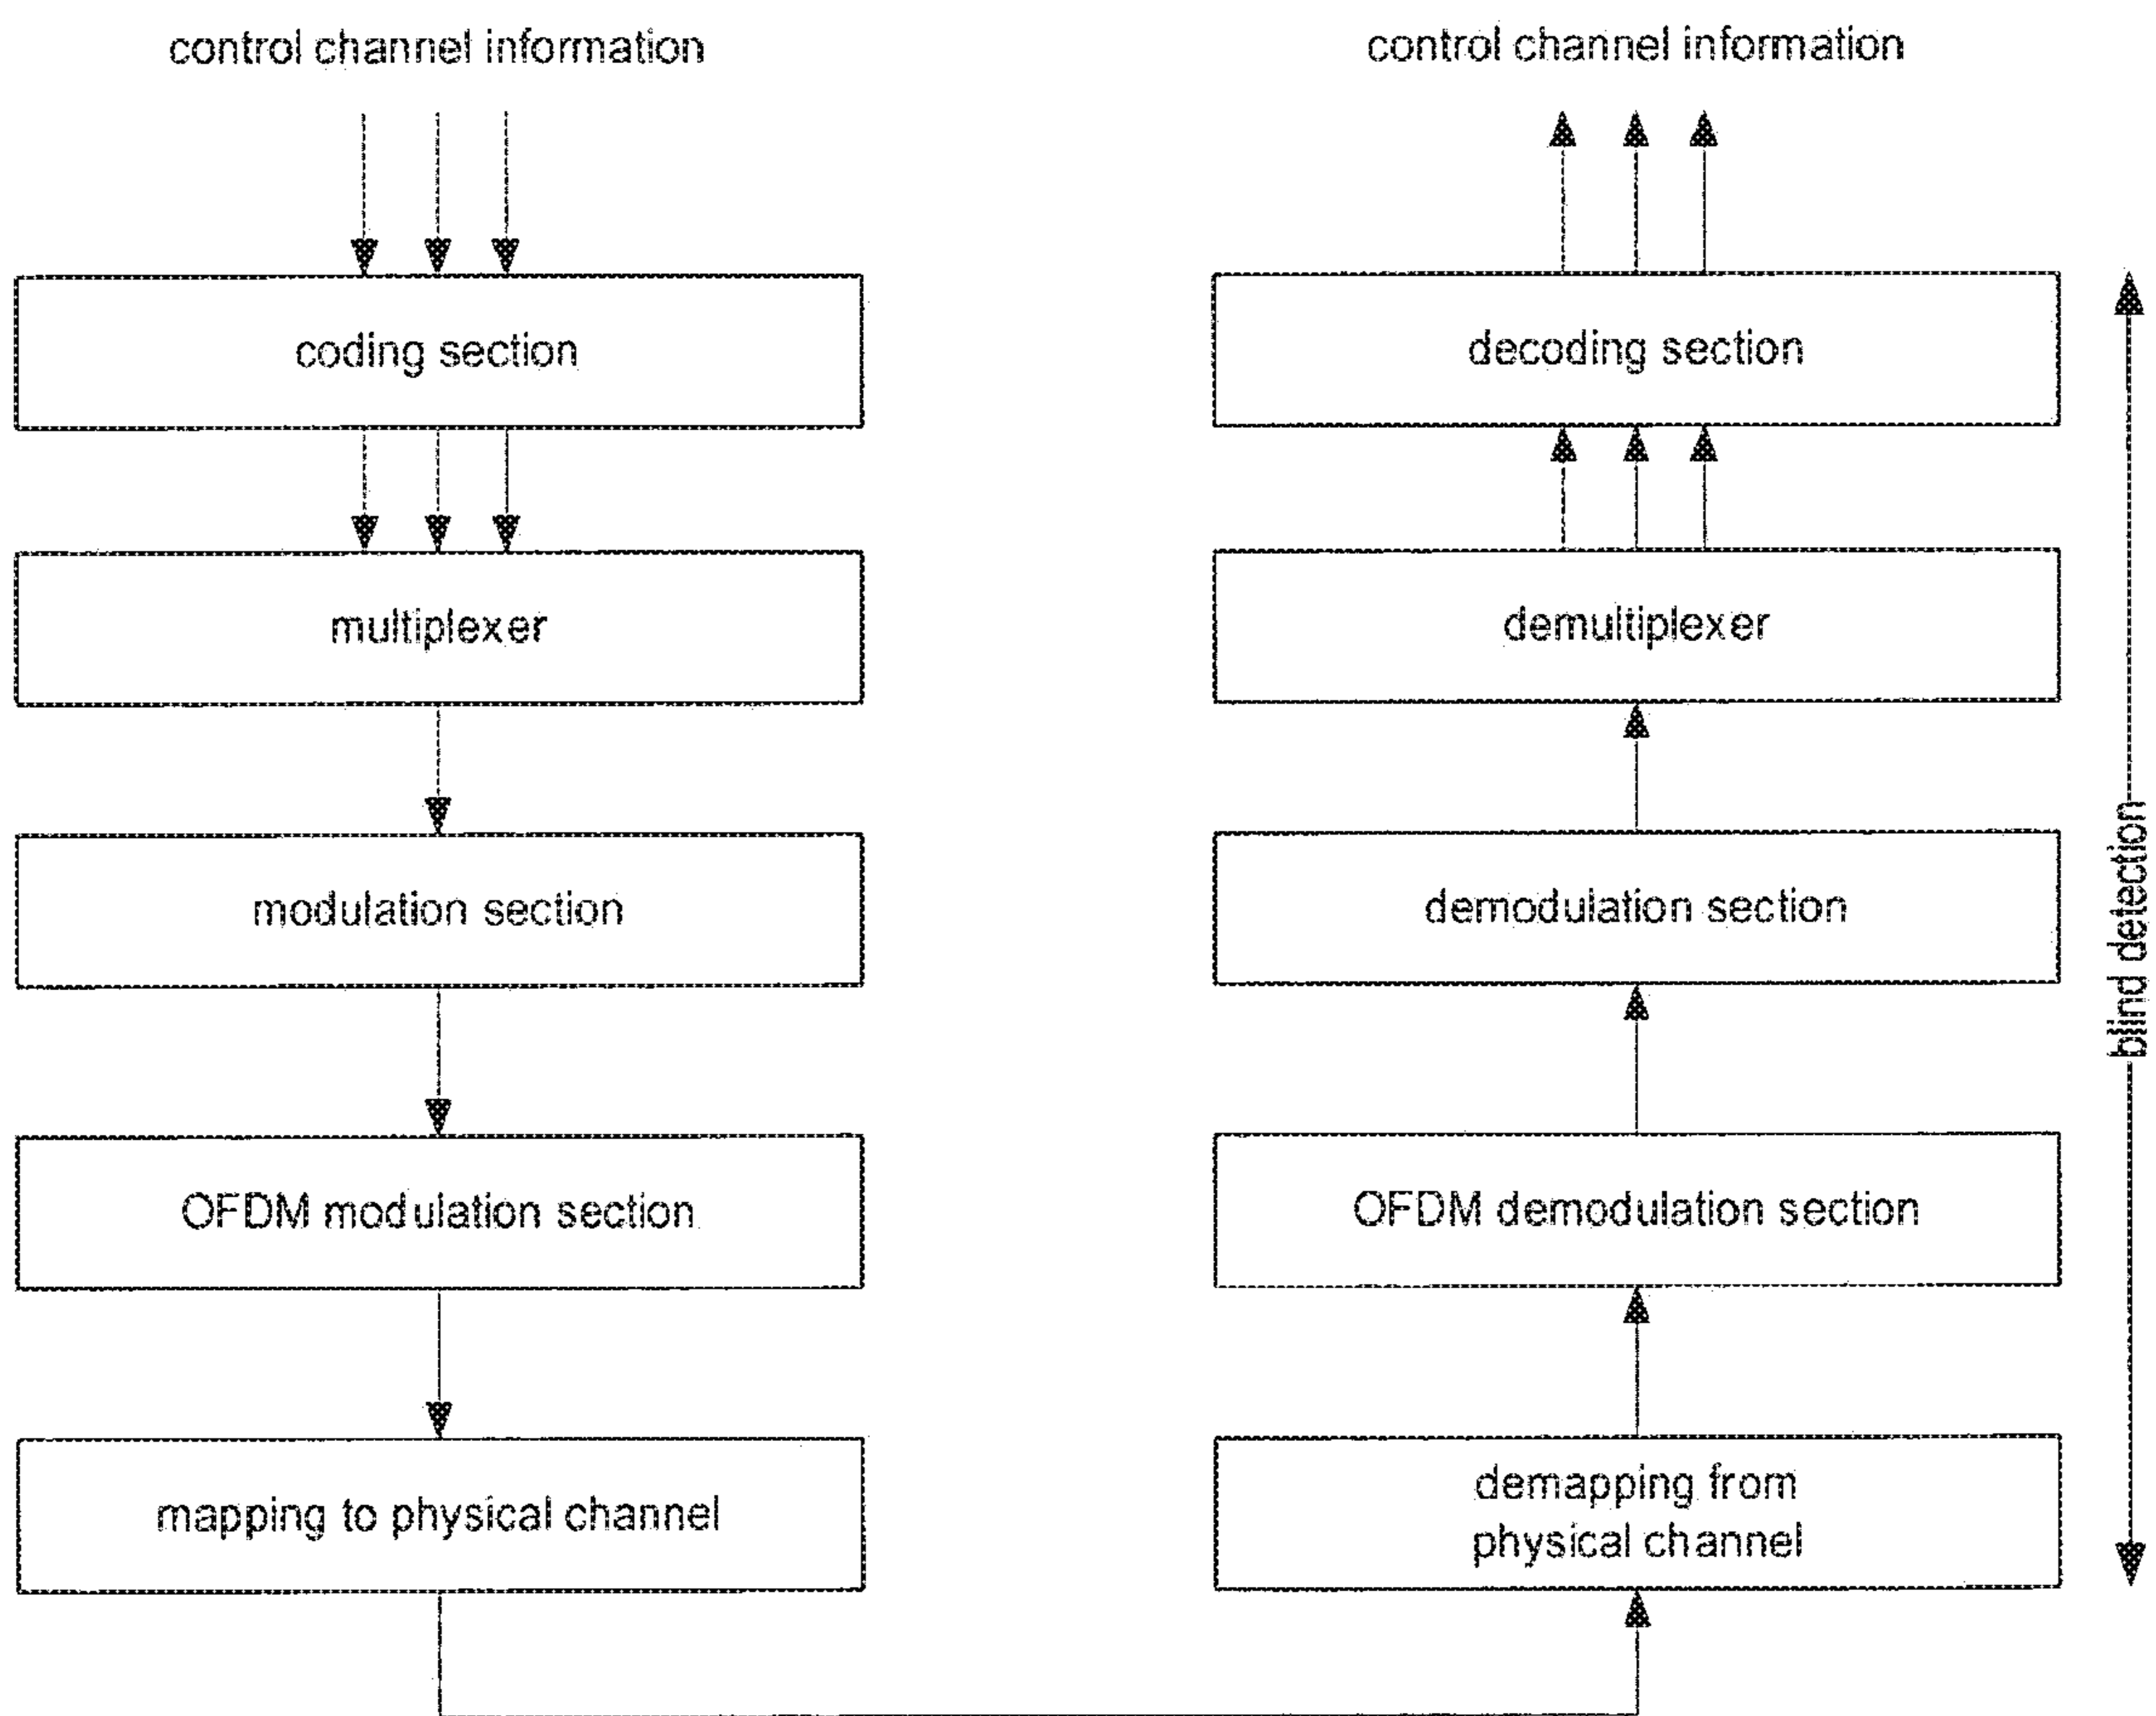 control channel information
coding section
multiplexer
modulation section
OFDM modulation section
mapping to physical channel
control channel information
decoding section
demultiplexer
demodulation section
OFDM demodulation section
demapping from
physical channel
blind detection